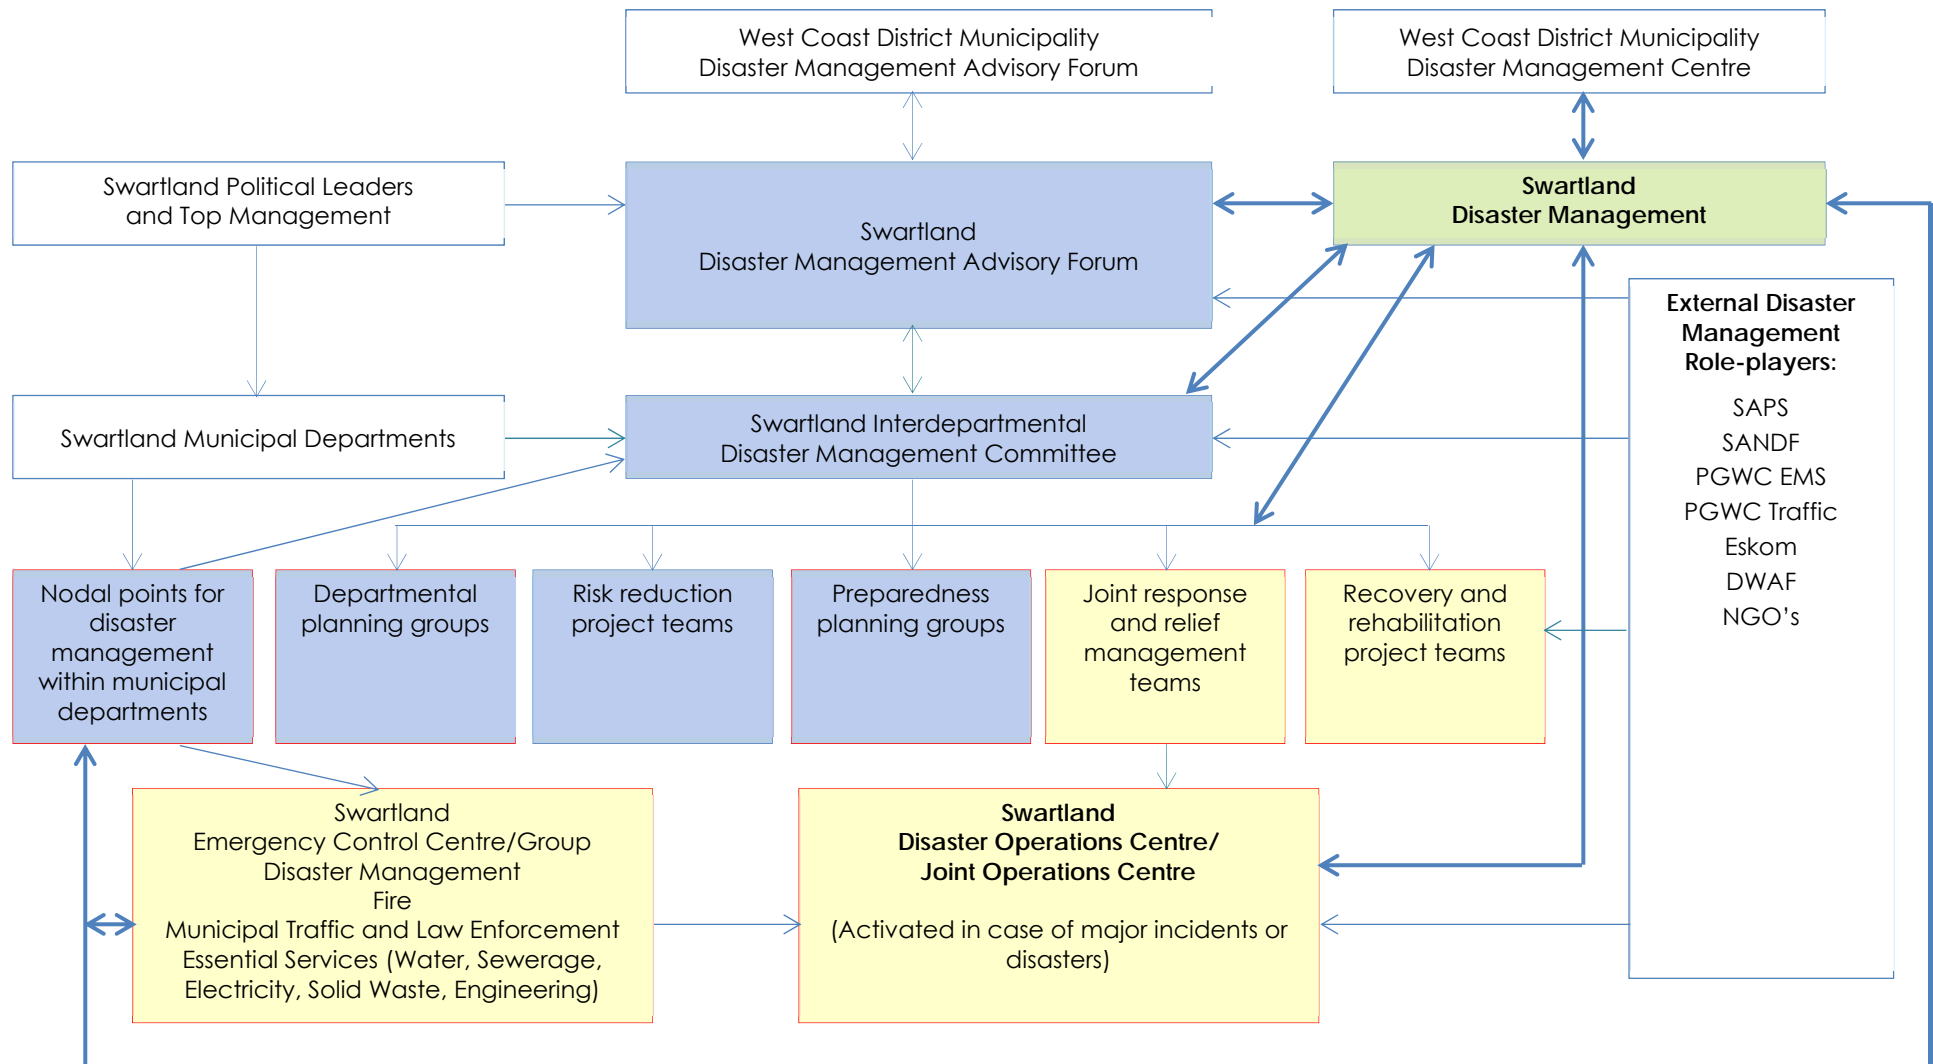 West Coast District Municipality
Disaster Management Advisory Forum
West Coast District Municipality
Disaster Management Centre
Swartland Political Leaders
and Top Management
Swartland
Disaster Management Advisory Forum
Swartland
Disaster Management
External Disaster
Management
Role-players:
SAPS
SANDF
PGWC EMS
PGWC Traffic
Eskom
DWAF
NGO's
Swartland Municipal Departments
Swartland Interdepartmental
Disaster Management Committee
Nodal points for
disaster
management
within municipal
departments
Departmental
planning groups
Risk reduction
project teams
Preparedness
planning groups
Joint response
and relief
management
teams
Recovery and
rehabilitation
project teams
Swartland
Emergency Control Centre/Group
Disaster Management
Fire
Municipal Traffic and Law Enforcement
Essential Services (Water, Sewerage,
Electricity, Solid Waste, Engineering)
Swartland
Disaster Operations Centre/
Joint Operations Centre
(Activated in case of major incidents or
disasters)